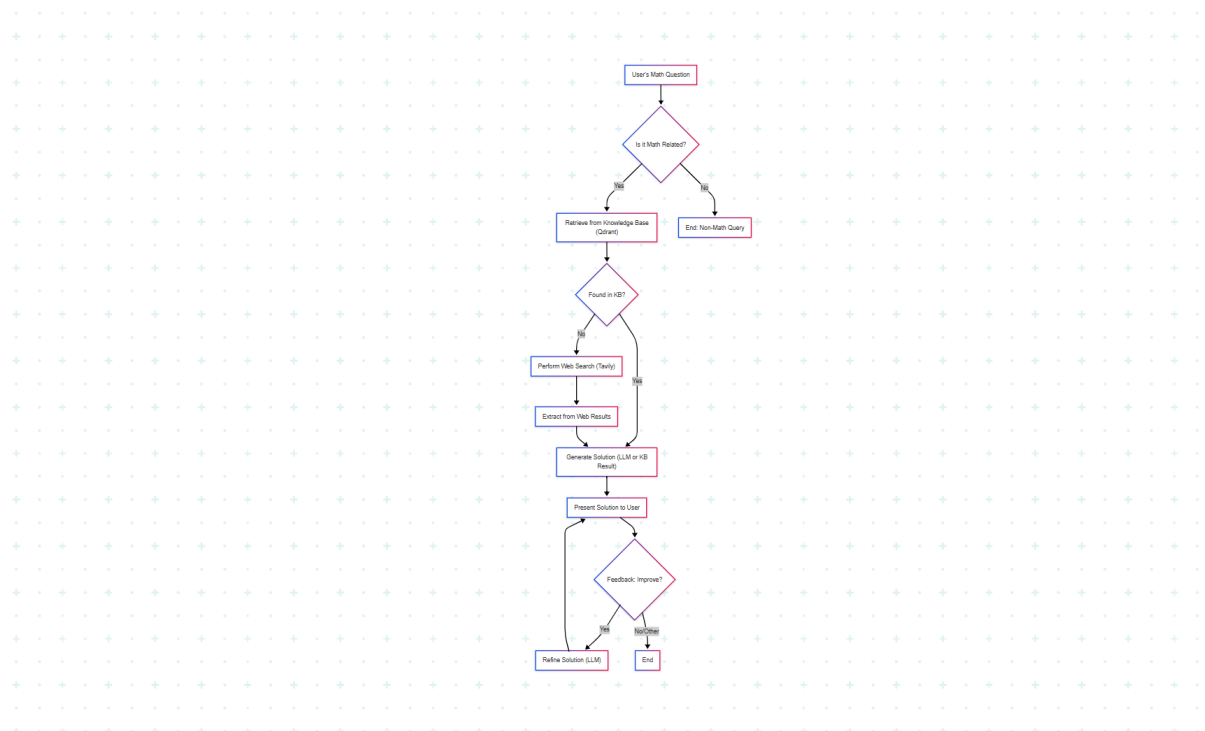 User's Math Question
Is it Math Related?
Yes
No
Retrieve from Knowledge Base
(Qdrant)
End: Non-Math Query
Found in KB?
No
Perform Web Search (Tavily)
Yes
Extract from Web Results
Generate Solution (LLM or KB
Result)
Present Solution to User
Feedback: Improve?
Yes
No/Other
Refine Solution (LLM)
End